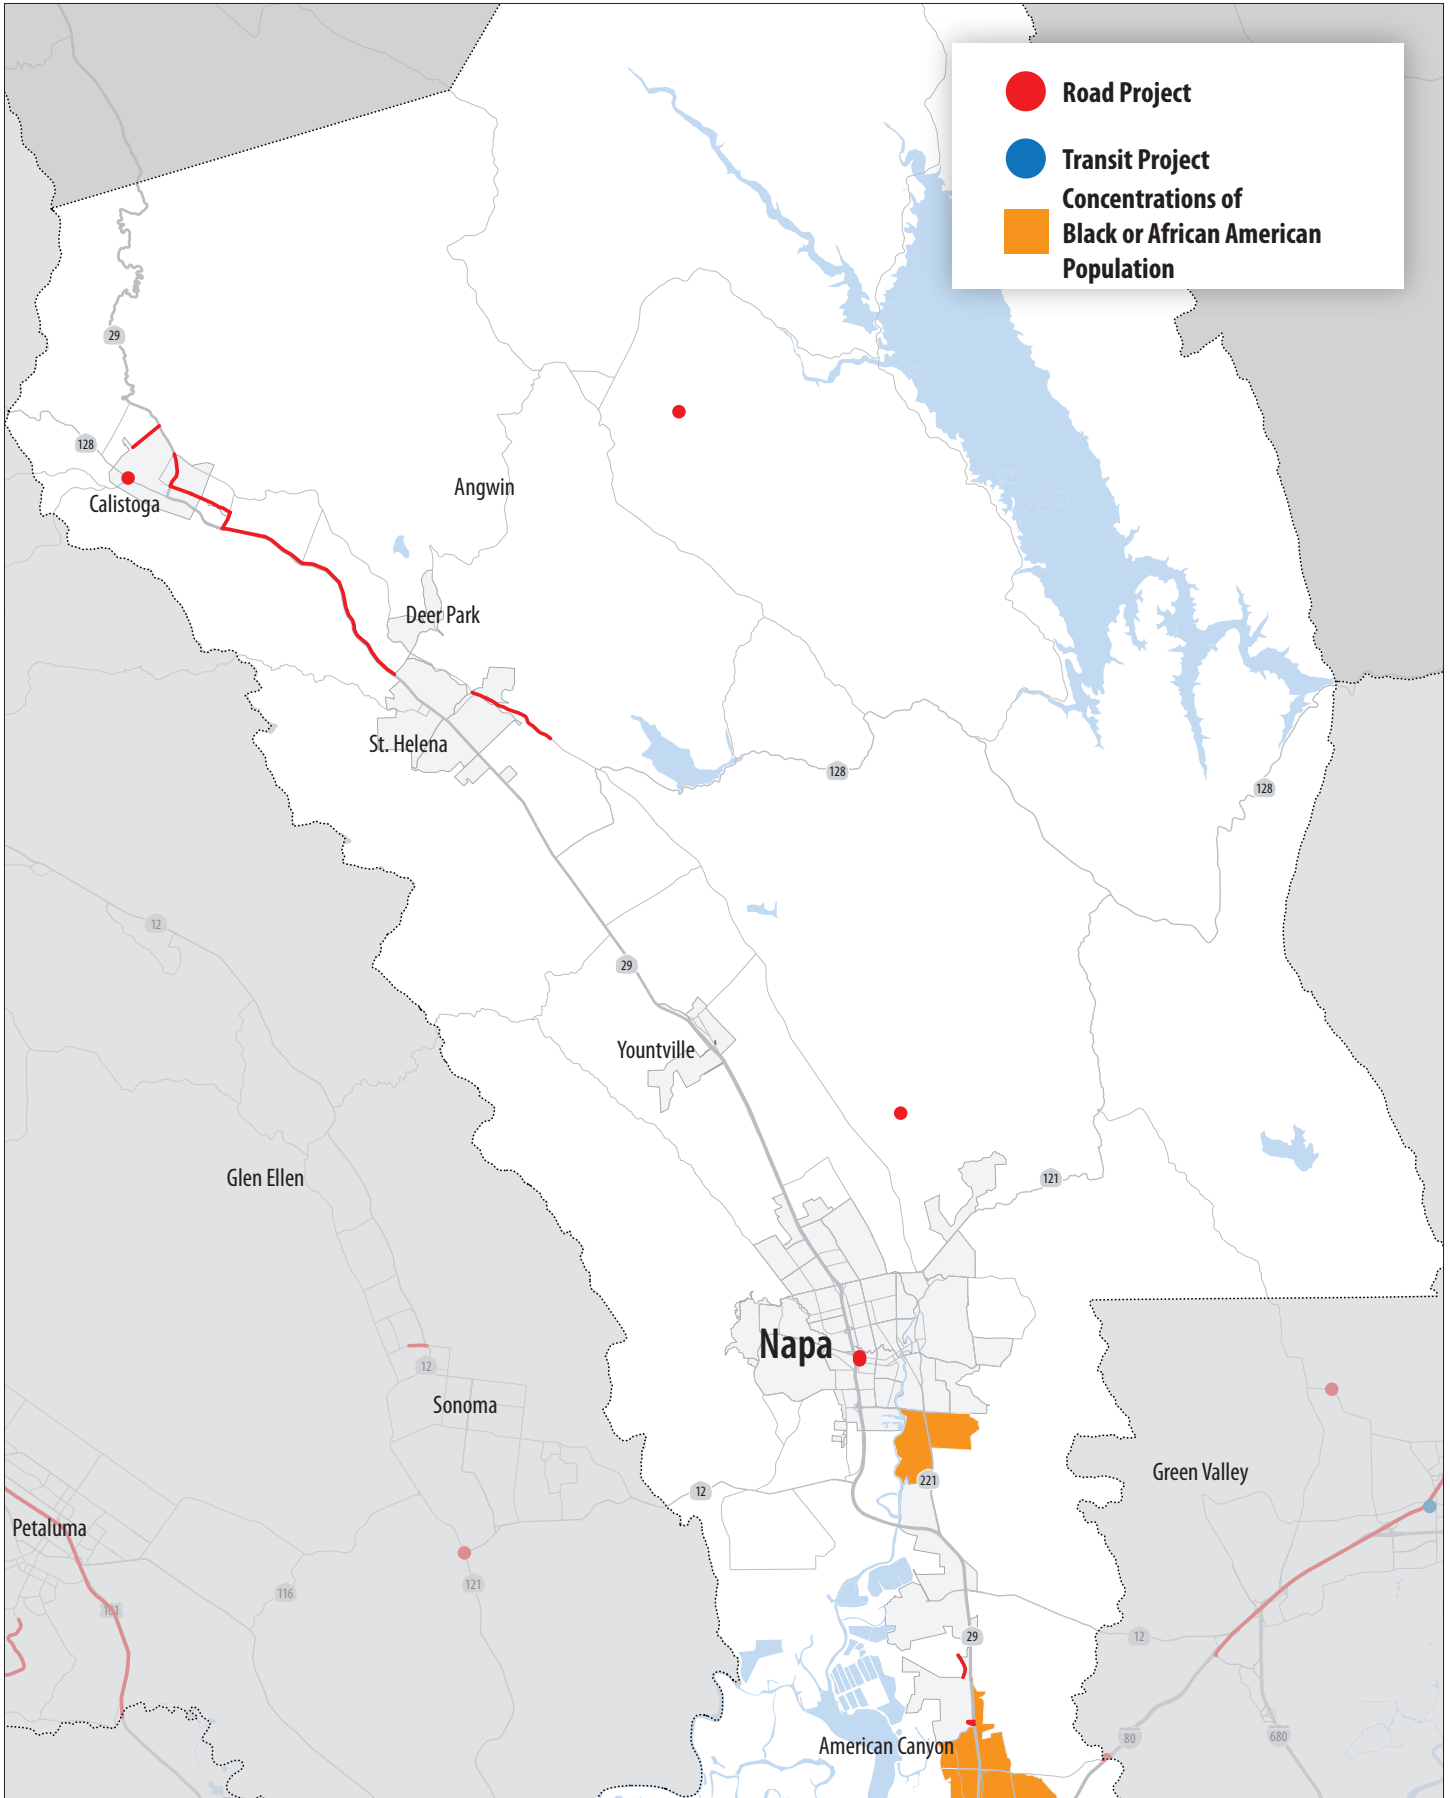 Road Project
Transit Project
Concentrations of
Black or African American
Population
29
128
Calistoga
Angwin
Deer Park
St. Helena
128
128
12
29
Yountville
Glen Ellen
121
Napa
12
Sonoma
221
Green Valley
12
Petaluma
121
116
101
29
12
American Canyon
80
680